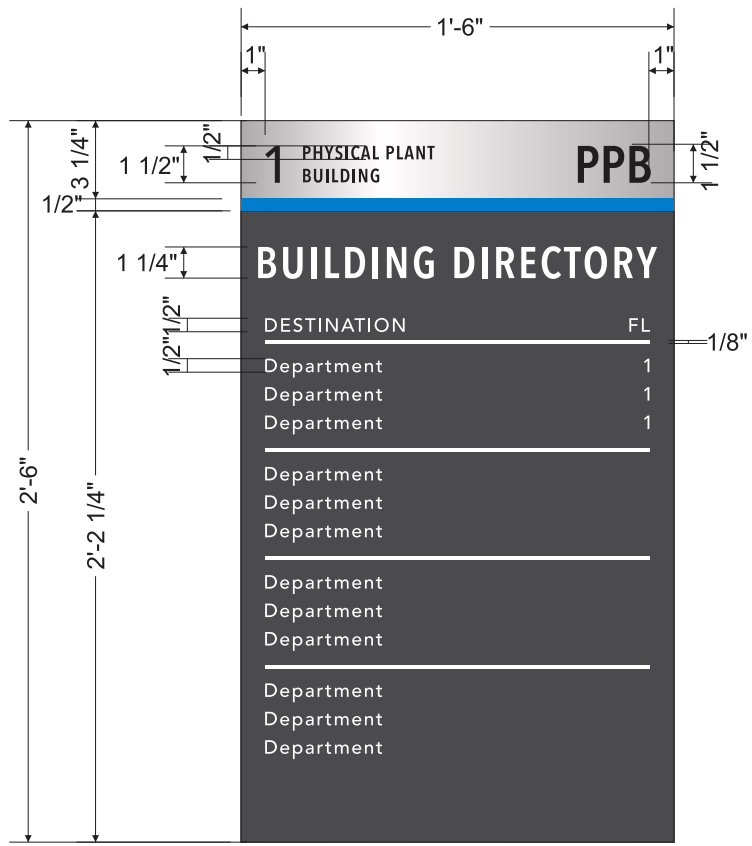 1'-6"
1"
1"
2'-6"
3 1/4"
1 1/2"
1/2"
1 PHYSICAL PLANT PPB
BUILDING
1 1/2"
1/2"
2'-2 1/4"
1 1/4"
BUILDING DIRECTORY
1/2"
DESTINATION FL
1/8"
1/2"
Department 1
Department 1
Department 1
Department
Department
Department
Department
Department
Department
Department
Department
Department